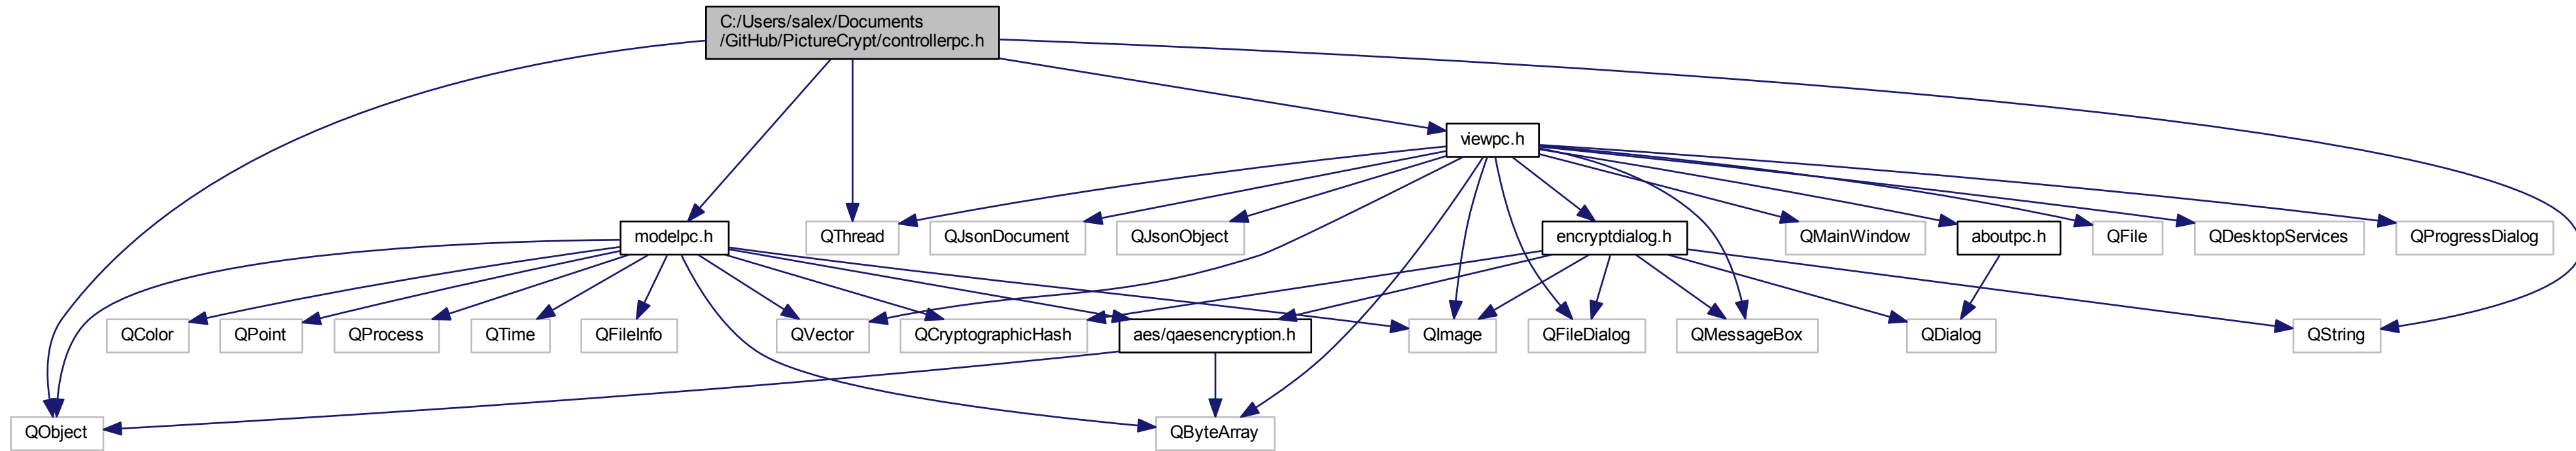 C:/Users/salex/Documents
/GitHub/PictureCrypt/controllerpc.h
viewpc.h
modelpc.h
QThread
QJsonDocument
QJsonObject
encryptdialog.h
QMainWindow
aboutpc.h
QFile
QDesktopServices
QProgressDialog
QColor
QPoint
QProcess
QTime
QFileInfo
QVector
QCryptographicHash
aes/qaesencryption.h
QImage
QFileDialog
QMessageBox
QDialog
QString
QObject
QByteArray